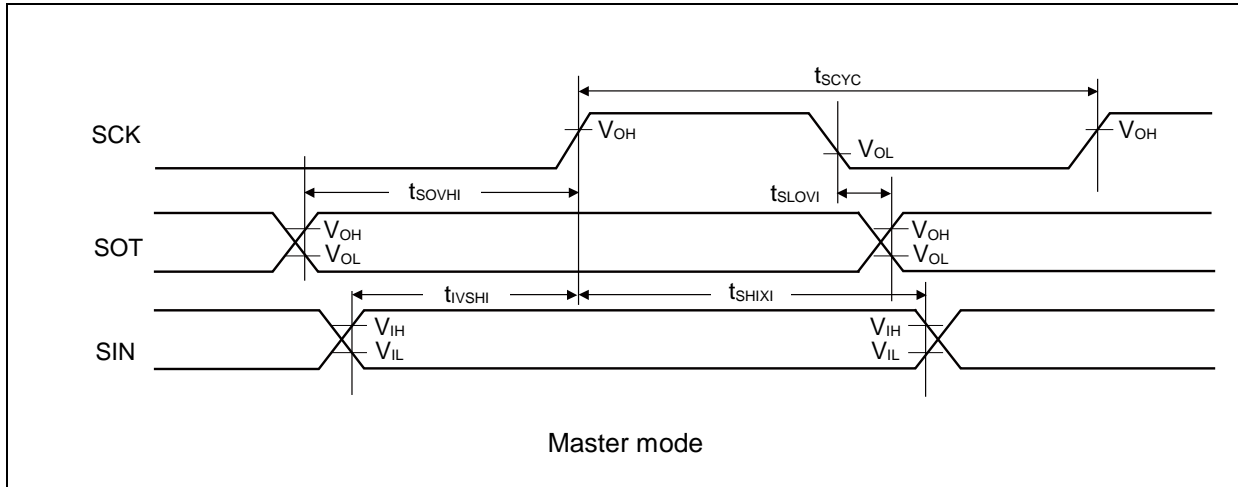 tSCYC
SCK
VOH
VOH
VOL
tSOVHI
tSLOVI
SOT
VOH
VOH
VOL
VOL
tIVSHI
tSHIXI
SIN
VIH
VIH
VIL
VIL
Master mode